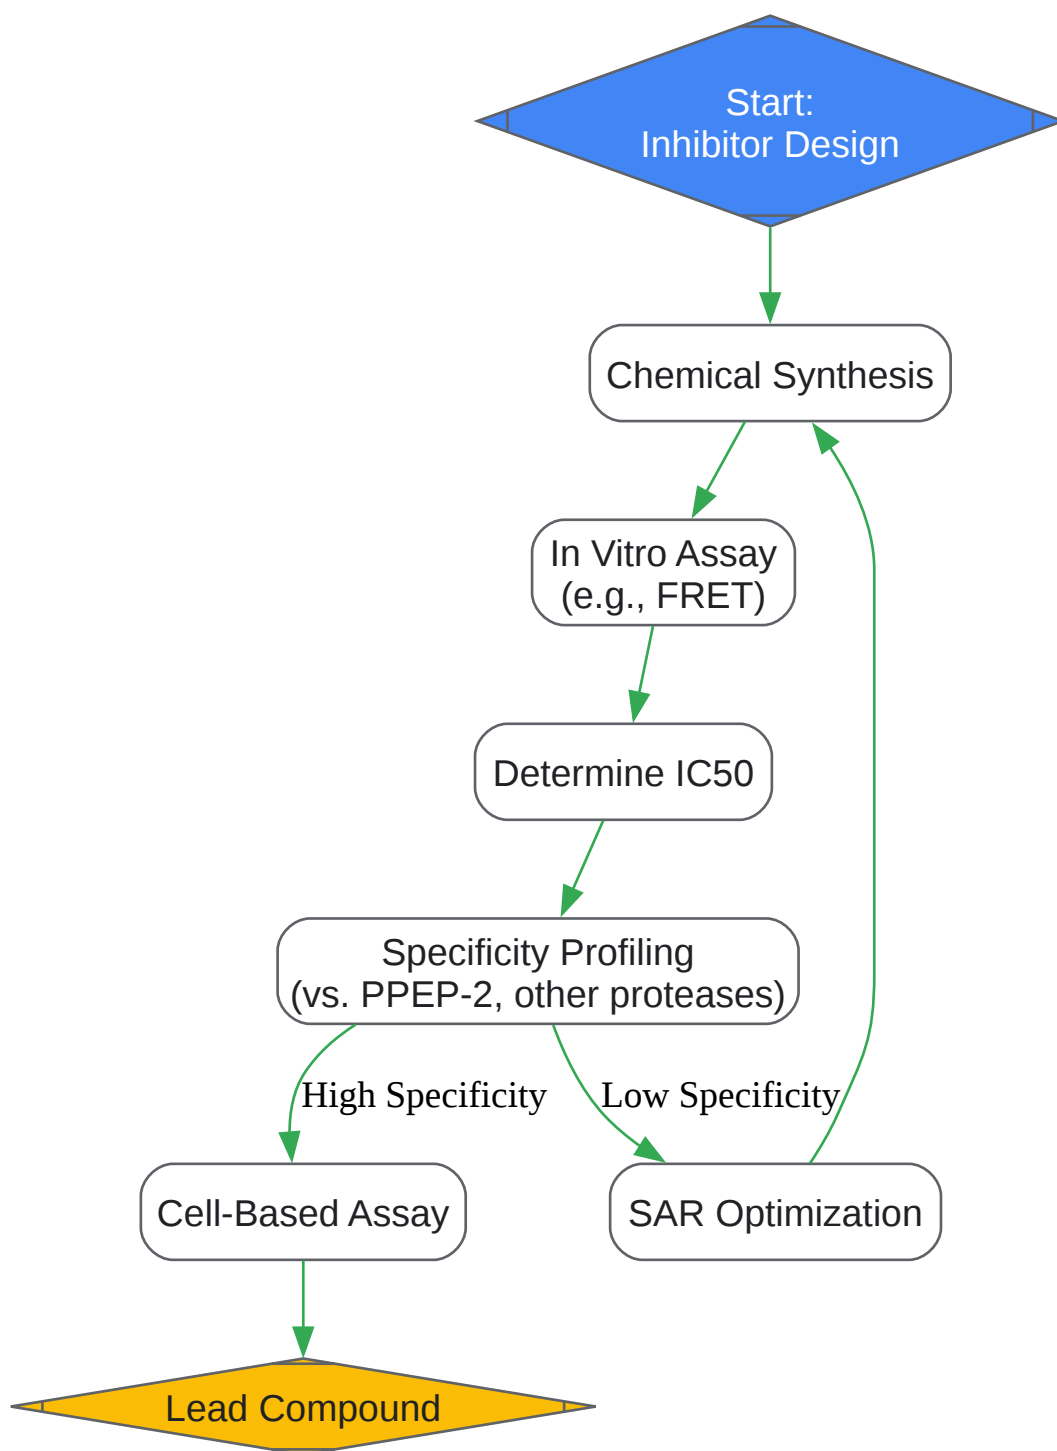 Start:
Inhibitor Design
Chemical Synthesis
In Vitro Assay
(e.g., FRET)
Determine IC50
Specificity Profiling
(vs. PPEP-2, other proteases)
High Specificity
Low Specificity
Cell-Based Assay
SAR Optimization
Lead Compound